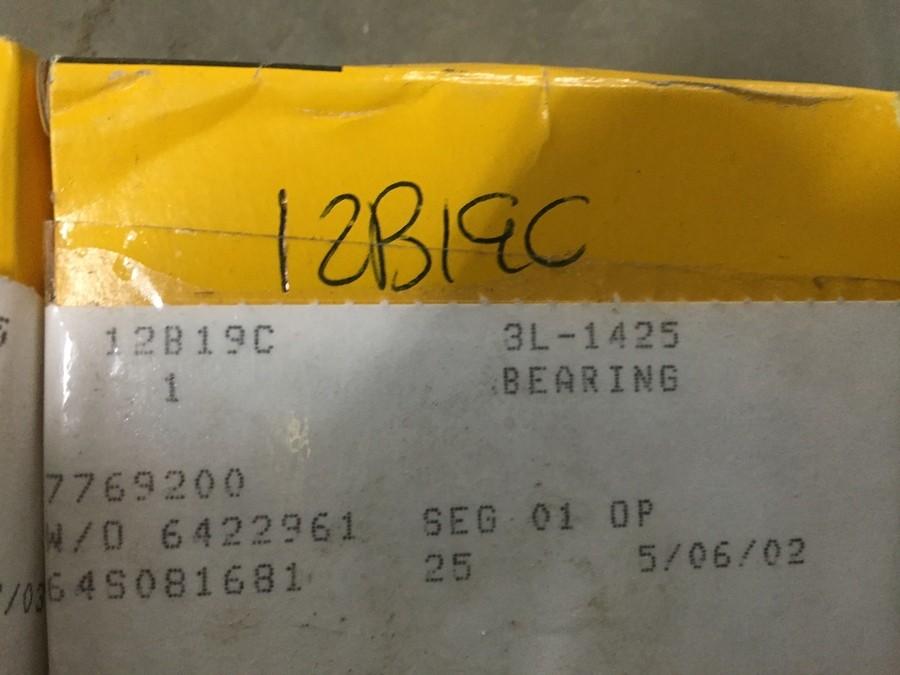 12B19C
12B19C 3L-1425
1 BEARING
7769200
W/O 6422961 SEG 01 OP
64S081681 25 5/06/02